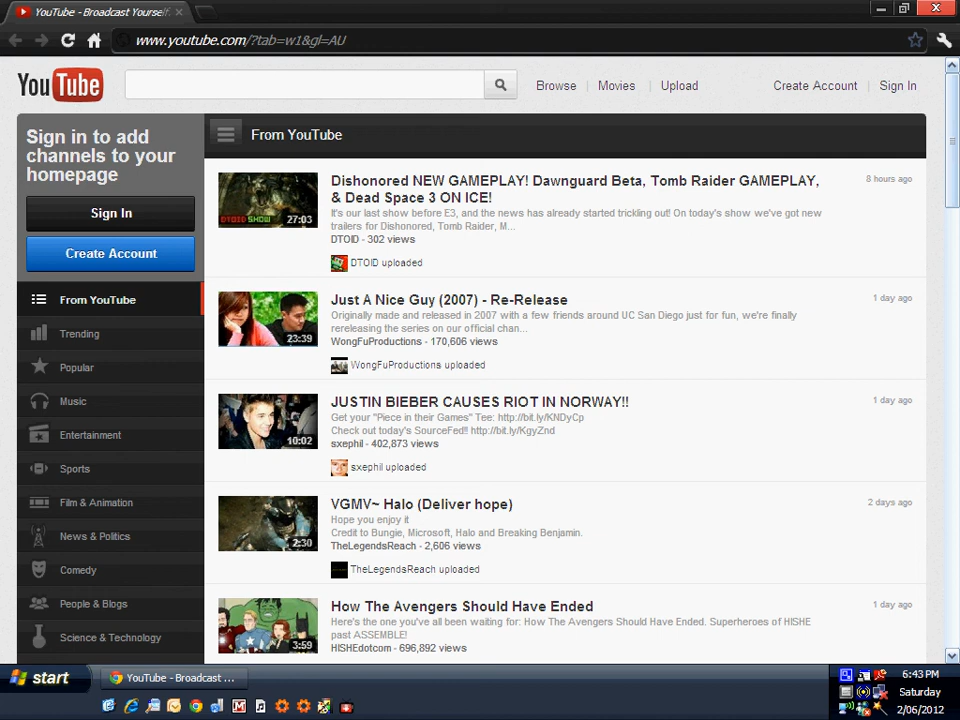 YouTube - Broadcast Yourself.
www.youtube.com/?tab=w1&gl=AU
YouTube
Browse
Movies
Upload
Create Account
Sign In
Sign in to add
channels to your
homepage
Sign In
Create Account
From YouTube
Trending
Popular
Music
Entertainment
Sports
Film & Animation
News & Politics
Comedy
People & Blogs
Science & Technology
From YouTube
DTOID SHOW
27:03
Dishonored NEW GAMEPLAY! Dawnguard Beta, Tomb Raider GAMEPLAY,
& Dead Space 3 ON ICE!
8 hours ago
It's our last show before E3, and the news has already started trickling out! On today's show we've got new
trailers for Dishonored, Tomb Raider, M...
DTOID - 302 views
DTOID uploaded
23:39
Just A Nice Guy (2007) - Re-Release
1 day ago
Originally made and released in 2007 with a few friends around UC San Diego just for fun, we're finally
rereleasing the series on our official chan...
WongFuProductions - 170,606 views
WongFuProductions uploaded
10:02
JUSTIN BIEBER CAUSES RIOT IN NORWAY!!
1 day ago
Get your "Piece in their Games" Tee: http://bit.ly/KNDyCp
Check out today's SourceFed!! http://bit.ly/KgyZnd
sxephil - 402,873 views
sxephil uploaded
2:30
VGMV~ Halo (Deliver hope)
2 days ago
Hope you enjoy it
Credit to Bungie, Microsoft, Halo and Breaking Benjamin.
TheLegendsReach - 2,606 views
TheLegendsReach uploaded
3:59
How The Avengers Should Have Ended
1 day ago
Here's the one you've all been waiting for: How The Avengers Should Have Ended. Superheroes of HISHE
past ASSEMBLE!
HISHEdotcom - 696,892 views
start
YouTube - Broadcast ...
6:43 PM
Saturday
2/06/2012